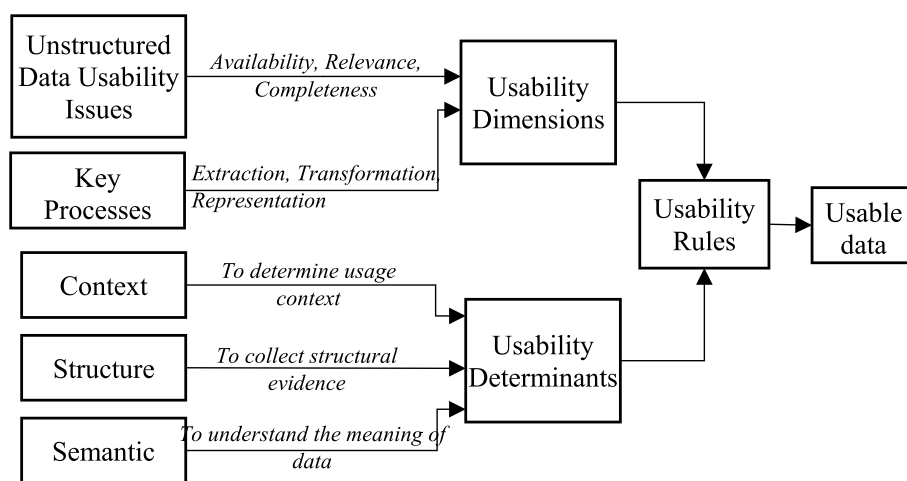 Unstructured
Data Usability
Issues
Availability, Relevance,
Completeness
Usability
Dimensions
Key
Processes
Extraction, Transformation,
Representation
Usability
Rules
Usable
data
Context
To determine usage
context
Structure
To collect structural
evidence
Usability
Determinants
Semantic
To understand the meaning of
data